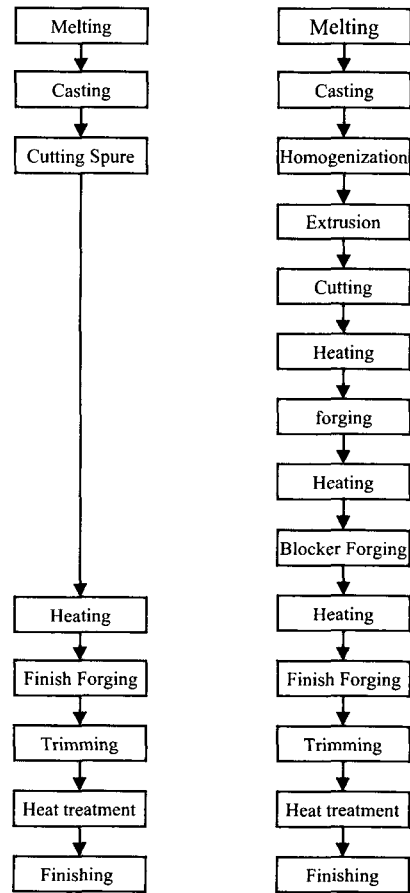 Melting
Casting
Cutting Spure
Heating
Finish Forging
Trimming
Heat treatment
Finishing
Melting
Casting
Homogenization
Extrusion
Cutting
Heating
forging
Heating
Blocker Forging
Heating
Finish Forging
Trimming
Heat treatment
Finishing